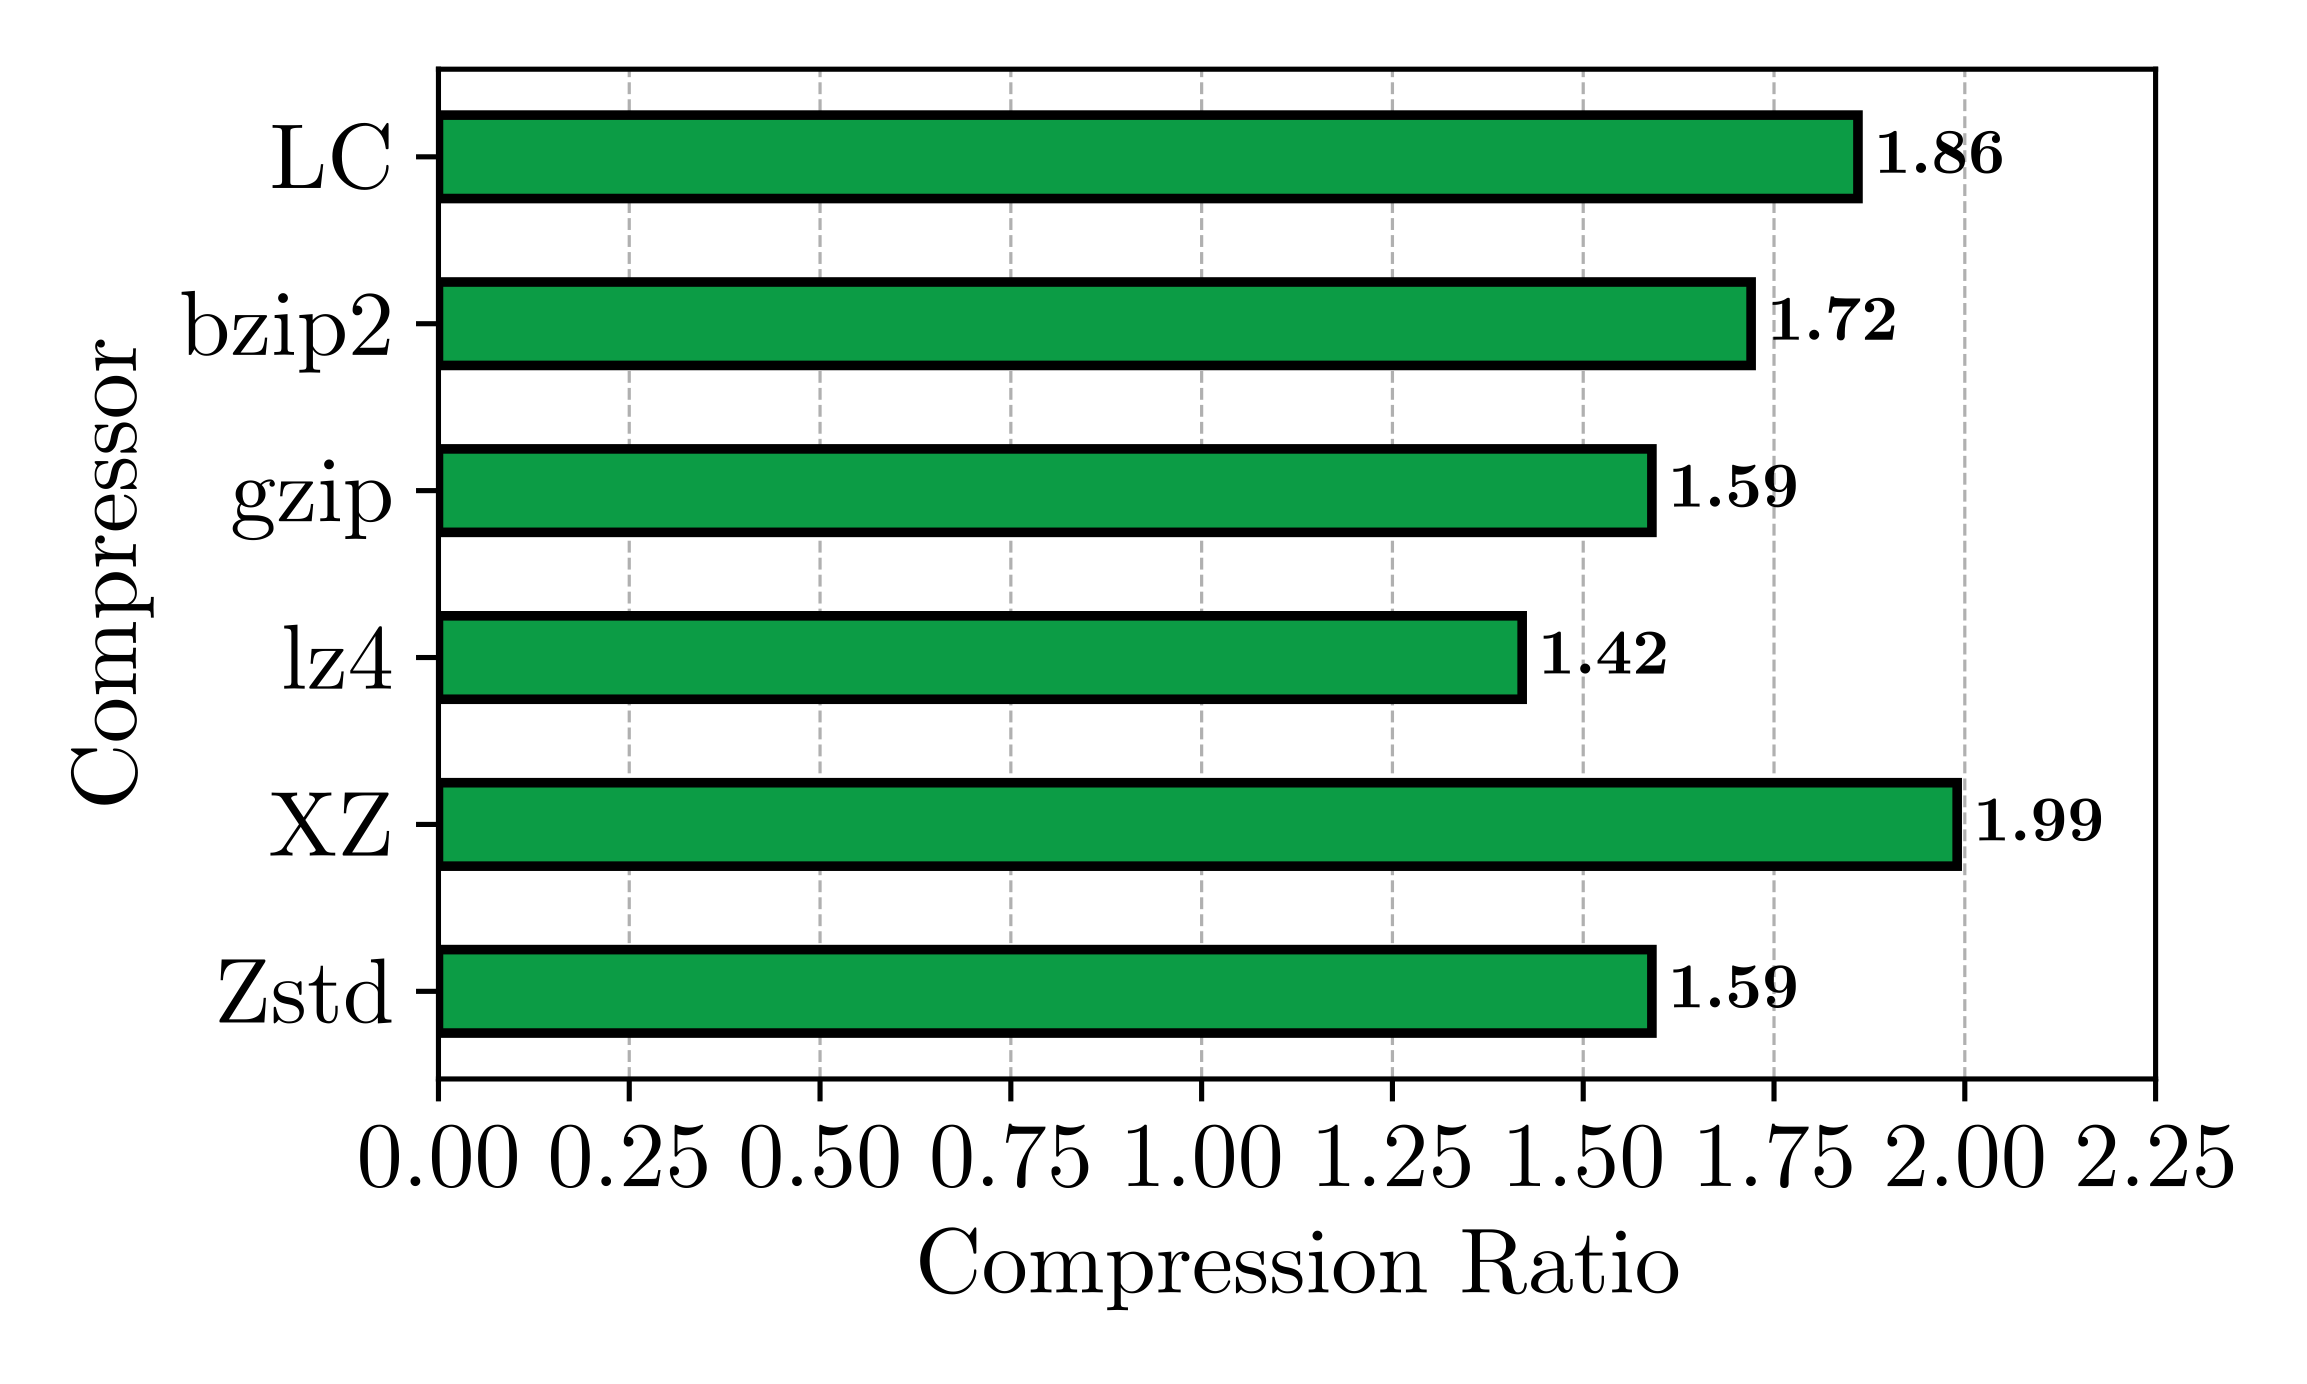 LC 1.86
bzip2 1.72
gzip 1.59
lz4 1.42
XZ 1.99
Zstd 1.59
Compressor
0.00 0.25 0.50 0.75 1.00 1.25 1.50 1.75 2.00 2.25
Compression Ratio